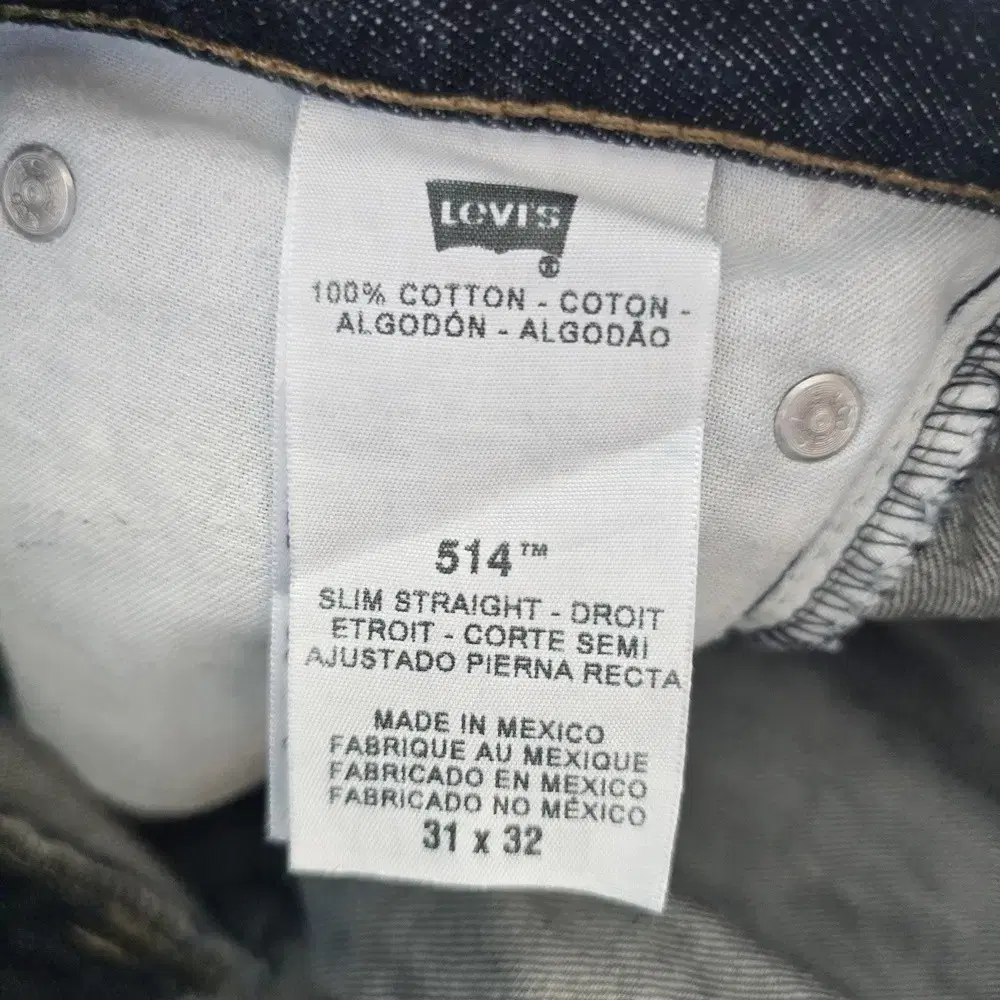 LEVI'S
®
100% COTTON - COTON -
ALGODÓN - ALGODÃO
514™
SLIM STRAIGHT - DROIT
ETROIT - CORTE SEMI
AJUSTADO PIERNA RECTA
MADE IN MEXICO
FABRIQUE AU MEXIQUE
FABRICADO EN MEXICO
FABRICADO NO MÉXICO
31 x 32